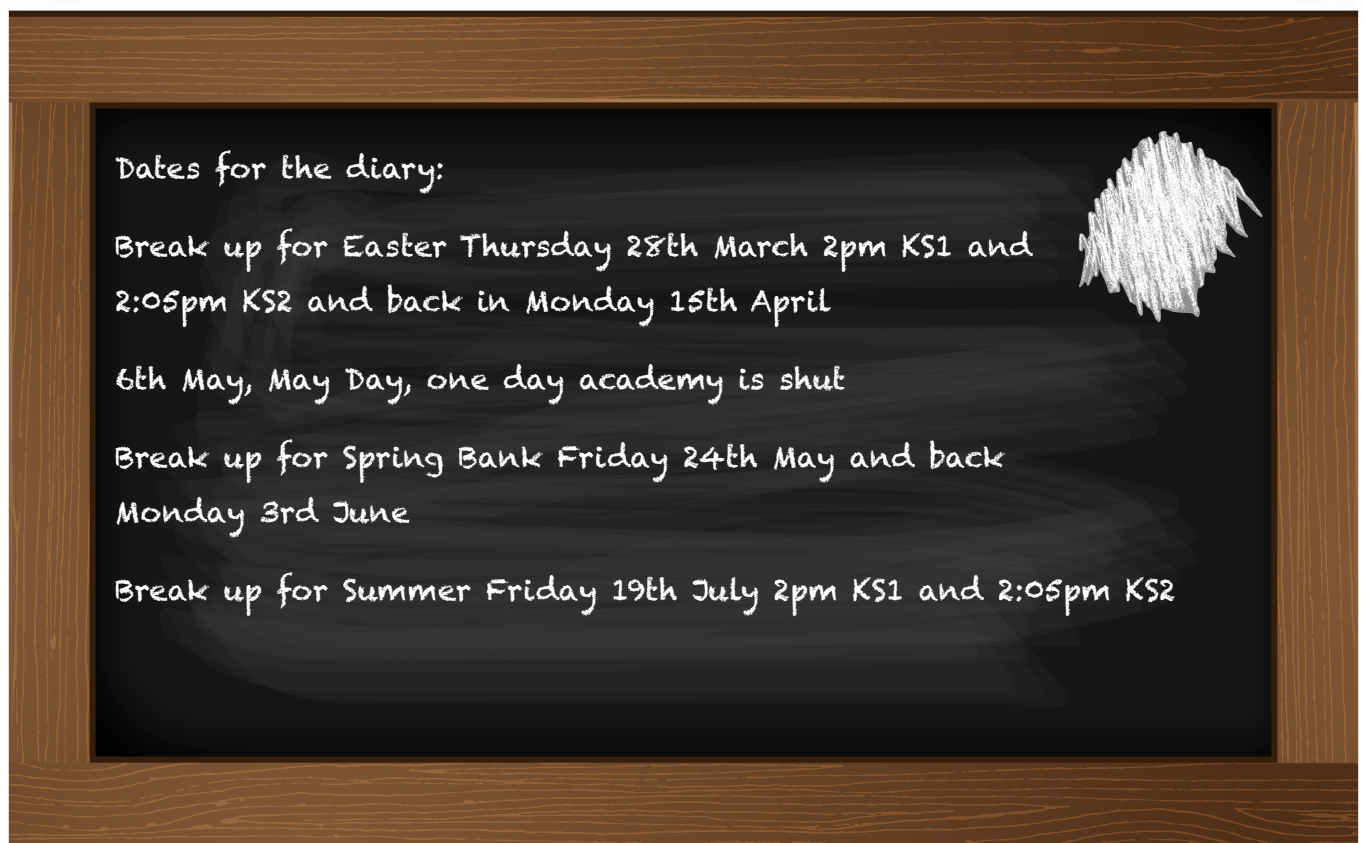 Dates for the diary:
Break up for Easter Thursday 28th March 2pm KS1 and
2:05pm KS2 and back in Monday 15th April
6th May, May Day, one day academy is shut
Break up for Spring Bank Friday 24th May and back
Monday 3rd June
Break up for Summer Friday 19th July 2pm KS1 and 2:05pm KS2